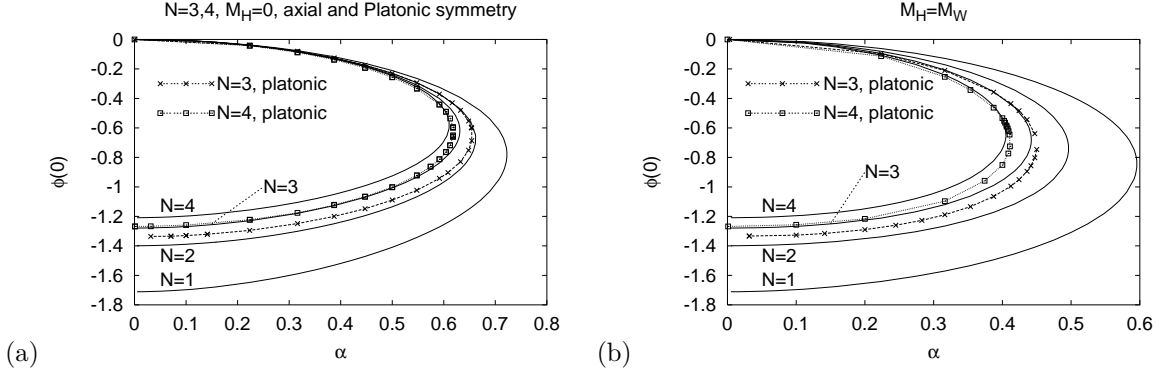 N=3,4, M_H=0, axial and Platonic symmetry
0
-0.2
-0.4
-0.6
-0.8
-1
-1.2
-1.4
-1.6
-1.8
ϕ(0)
N=3, platonic
N=4, platonic
N=3
N=4
N=2
N=1
0 0.1 0.2 0.3 0.4 0.5 0.6 0.7 0.8
α
(a)
M_H=M_W
0
-0.2
-0.4
-0.6
-0.8
-1
-1.2
-1.4
-1.6
-1.8
ϕ(0)
N=3, platonic
N=4, platonic
N=3
N=4
N=2
N=1
0 0.1 0.2 0.3 0.4 0.5 0.6
α
(b)